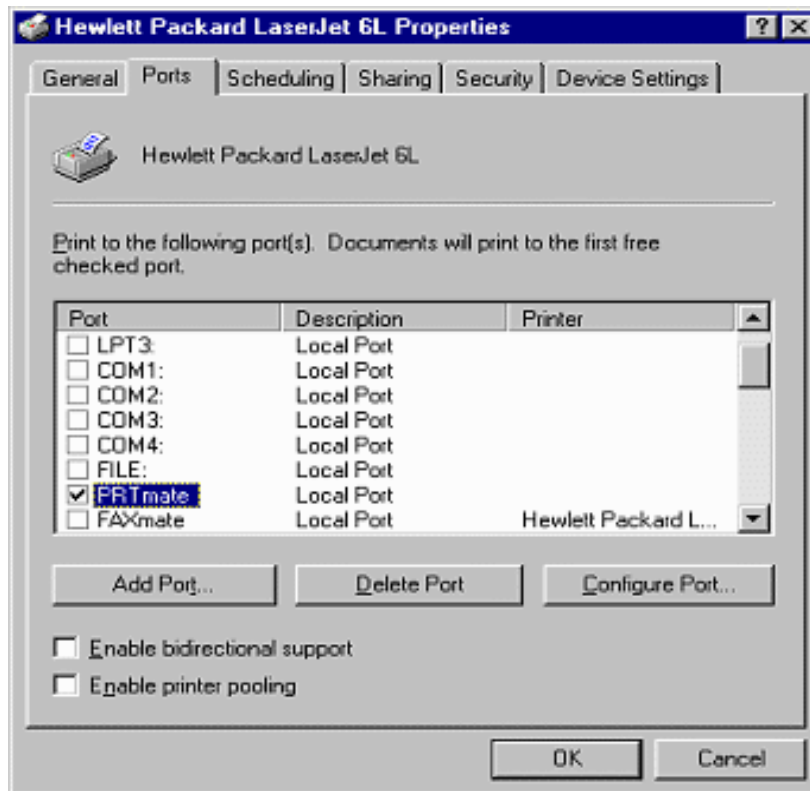 Hewlett Packard LaserJet 6L Properties
General Ports Scheduling Sharing Security Device Settings
Hewlett Packard LaserJet 6L
Print to the following port(s). Documents will print to the first free
checked port.
Port Description Printer
LPT3: Local Port
COM1: Local Port
COM2: Local Port
COM3: Local Port
COM4: Local Port
FILE: Local Port
PRTmate Local Port
FAXmate Local Port Hewlett Packard L...
Add Port... Delete Port Configure Port...
Enable bidirectional support
Enable printer pooling
OK Cancel